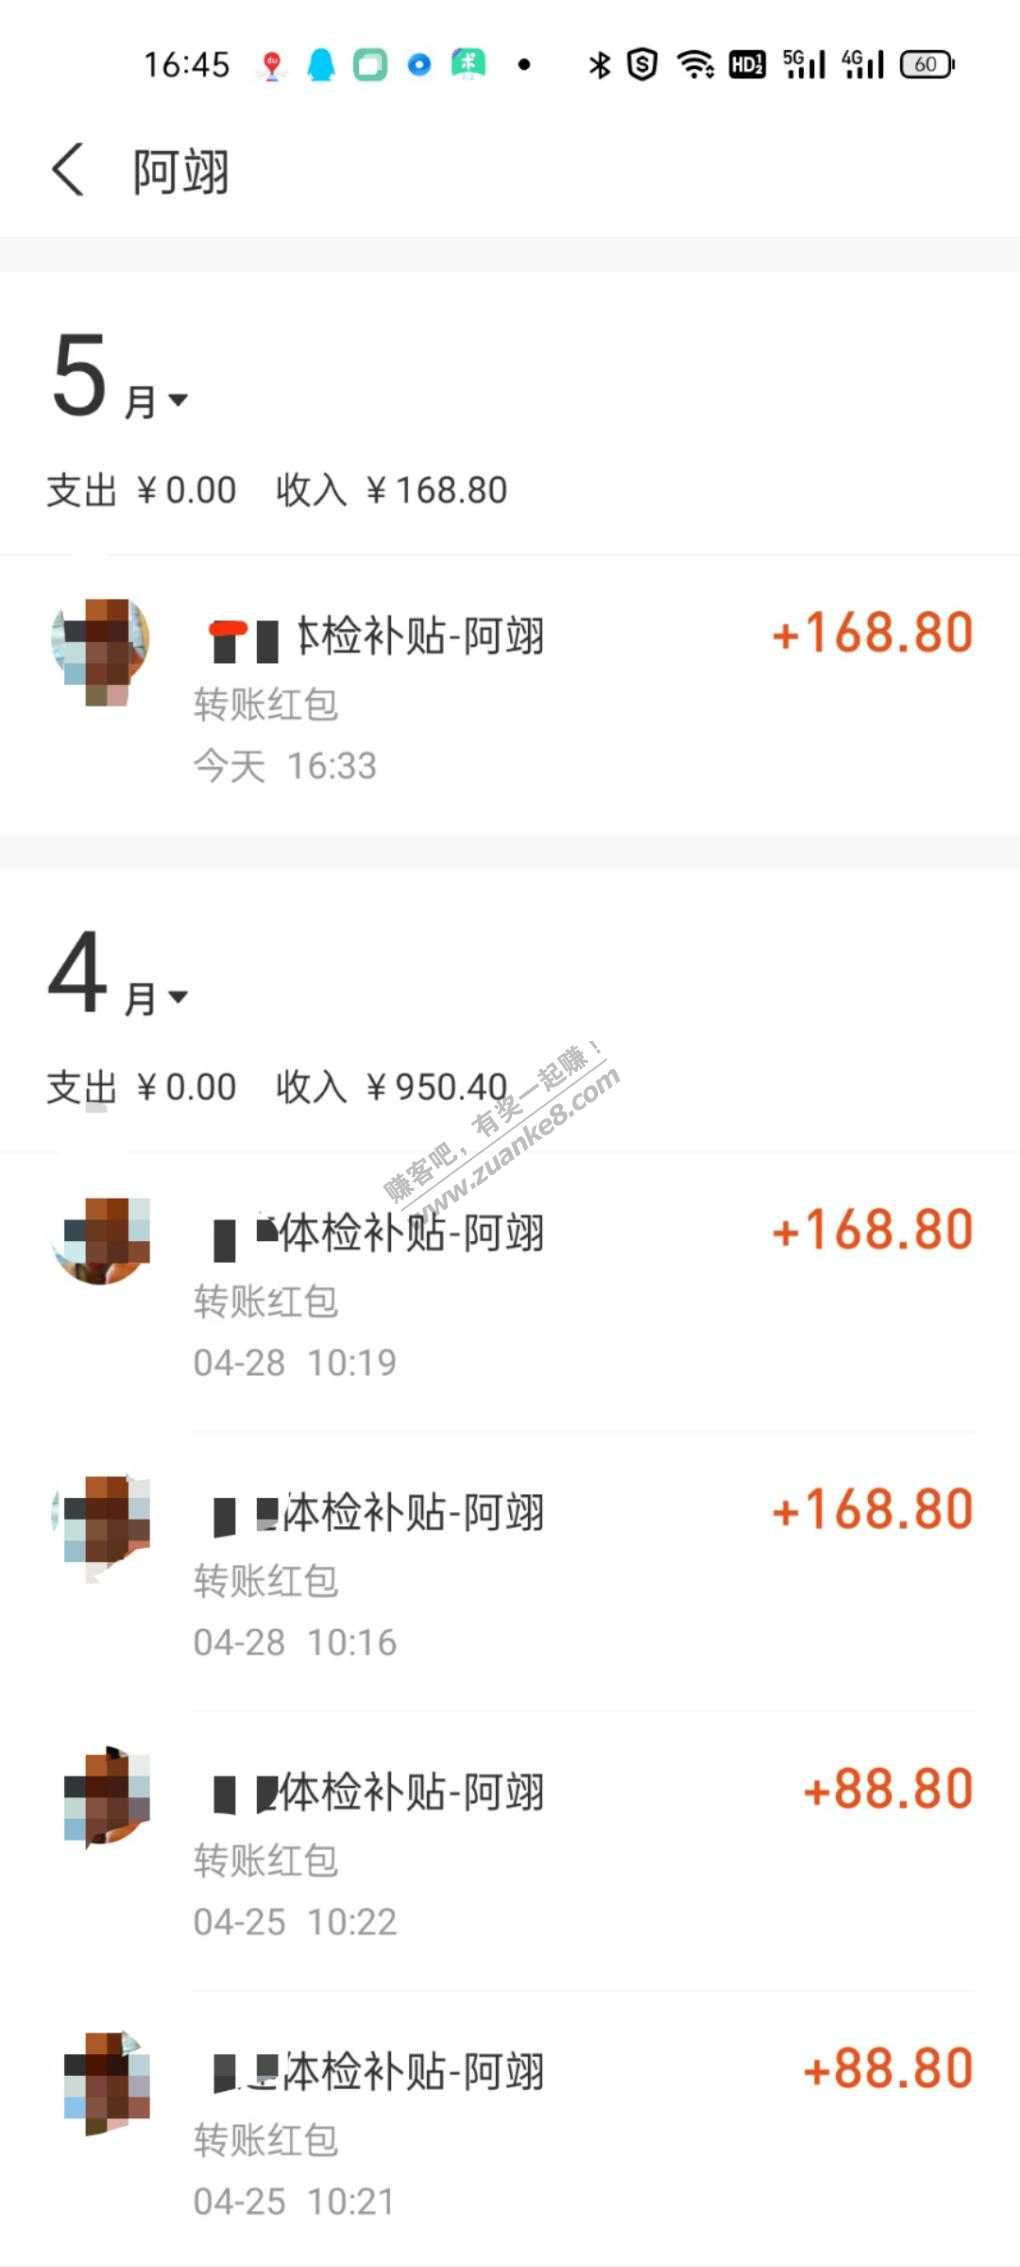 16:45 HD 5G 4G 60
阿翊
5月
支出 ¥0.00 收入 ¥168.80
体检补贴-阿翊 +168.80
转账红包
今天 16:33
4月
支出 ¥0.00 收入 ¥950.40
赚客吧，有奖一起赚！
www.zuanke8.com
体检补贴-阿翊 +168.80
转账红包
04-28 10:19
体检补贴-阿翊 +168.80
转账红包
04-28 10:16
体检补贴-阿翊 +88.80
转账红包
04-25 10:22
体检补贴-阿翊 +88.80
转账红包
04-25 10:21